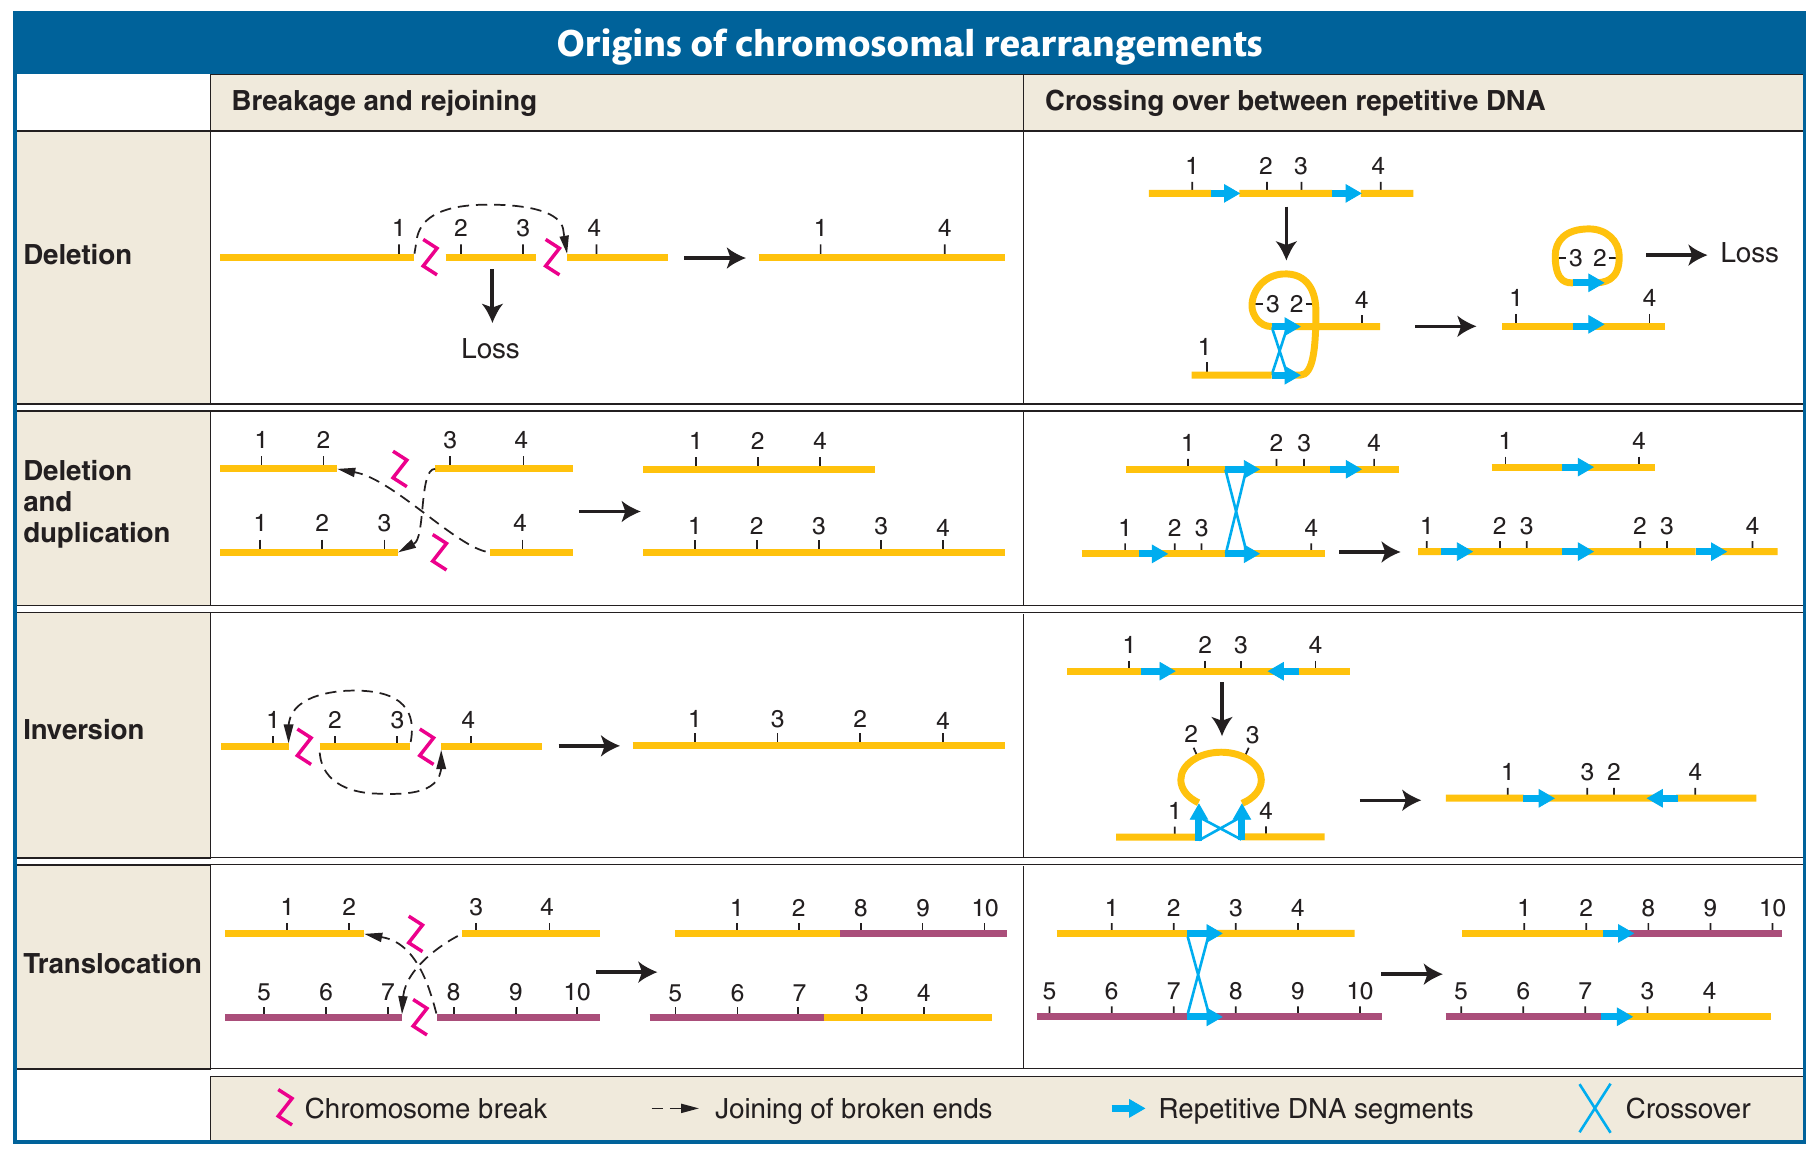 Origins of chromosomal rearrangements
Breakage and rejoining
Crossing over between repetitive DNA
Deletion
1 2 3 4
Loss
1 4
1 2 3 4
3 2 4
1
3 2
Loss
1 4
Deletion
and
duplication
1 2 3 4
1 2 3 4
1 2 4
1 2 3 3 4
1 2 3 4
1 2 3 4
1 4
1 2 3 2 3 4
Inversion
1 2 3 4
1 3 2 4
1 2 3 4
2 3
1 4
1 3 2 4
Translocation
1 2 3 4
5 6 7 8 9 10
1 2 8 9 10
5 6 7 3 4
1 2 3 4
5 6 7 8 9 10
1 2 8 9 10
5 6 7 3 4
Chromosome break
Joining of broken ends
Repetitive DNA segments
Crossover